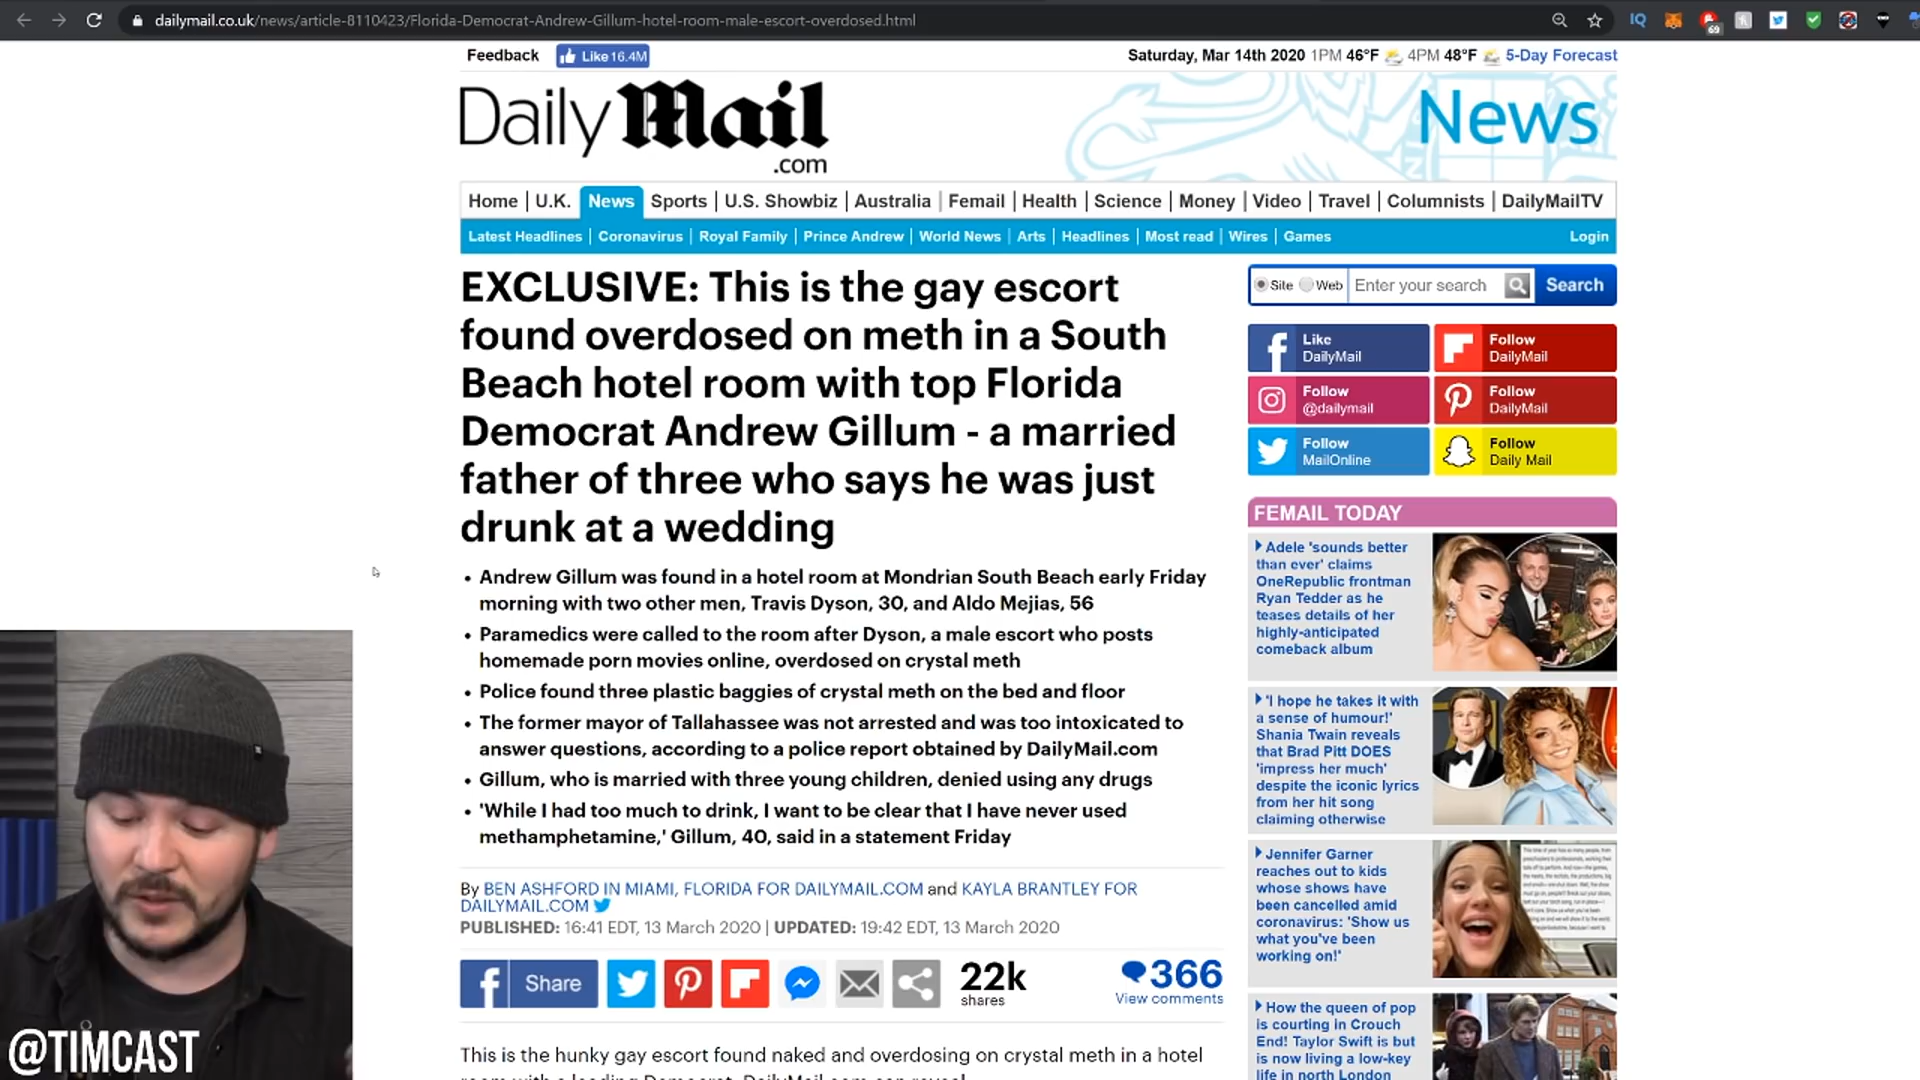 dailymail.co.uk/news/article-8110423/Florida-Democrat-Andrew-Gillum-hotel-room-male-escort-overdosed.html
69
Feedback
Like 16.4M
Saturday, Mar 14th 2020 1PM 46°F 4PM 48°F 5-Day Forecast
Daily Mail
.com
News
Home U.K. News Sports U.S. Showbiz Australia Femail Health Science Money Video Travel Columnists DailyMailTV
Latest Headlines Coronavirus Royal Family Prince Andrew World News Arts Headlines Most read Wires Games Login
EXCLUSIVE: This is the gay escort
found overdosed on meth in a South
Beach hotel room with top Florida
Democrat Andrew Gillum - a married
father of three who says he was just
drunk at a wedding
• Andrew Gillum was found in a hotel room at Mondrian South Beach early Friday
morning with two other men, Travis Dyson, 30, and Aldo Mejias, 56
• Paramedics were called to the room after Dyson, a male escort who posts
homemade porn movies online, overdosed on crystal meth
• Police found three plastic baggies of crystal meth on the bed and floor
• The former mayor of Tallahassee was not arrested and was too intoxicated to
answer questions, according to a police report obtained by DailyMail.com
• Gillum, who is married with three young children, denied using any drugs
• 'While I had too much to drink, I want to be clear that I have never used
methamphetamine,' Gillum, 40, said in a statement Friday
By BEN ASHFORD IN MIAMI, FLORIDA FOR DAILYMAIL.COM and KAYLA BRANTLEY FOR
DAILYMAIL.COM
PUBLISHED: 16:41 EDT, 13 March 2020 | UPDATED: 19:42 EDT, 13 March 2020
Share
22k
shares
366
View comments
This is the hunky gay escort found naked and overdosing on crystal meth in a hotel
Site Web Enter your search Search
Like
DailyMail
Follow
DailyMail
Follow
@dailymail
Follow
DailyMail
Follow
MailOnline
Follow
Daily Mail
FEMAIL TODAY
Adele 'sounds better
than ever' claims
OneRepublic frontman
Ryan Tedder as he
teases details of her
highly-anticipated
comeback album
'I hope he takes it with
a sense of humour!'
Shania Twain reveals
that Brad Pitt DOES
'impress her much'
despite the iconic lyrics
from her hit song
claiming otherwise
Jennifer Garner
reaches out to kids
whose shows have
been cancelled amid
coronavirus: 'Show us
what you've been
working on!'
How the queen of pop
is courting in Crouch
End! Taylor Swift is but
is now living a low-key
life in north London
@TIMCAST